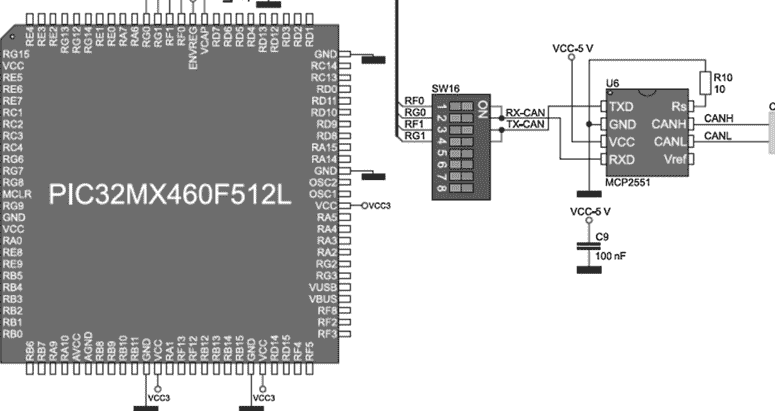 RE4 RE3 RE2 RG13 RG12 RG14 RE1 RE0 RA7 RA6 RG0 RG1 RF1 RF0 ENVREG VCAP RD7 RD6 RD5 RD4 RD13 RD12 RD3 RD2 RD1
RG15
VCC
RE5
RE6
RE7
RC1
RC2
RC3
RC4
RG6
RG7
RG8
MCLR
RG9
GND
VCC
RA0
RE8
RE9
RB5
RB4
RB3
RB2
RB1
RB0
PIC32MX460F512L
GND
RC14
RC13
RD0
RD11
RD10
RD9
RD8
RA15
RA14
GND
OSC2
OSC1
VCC
RA5
RA4
RA3
RA2
RG2
RG3
VUSB
VBUS
RF8
RF2
RF3
VCC3
RB6 RB7 RA9 RA10 AVCC AGND RB8 RB9 RB10 RB11 GND VCC RA1 RF13 RF12 RB12 RB13 RB14 RB15 GND VCC RD14 RD15 RF4 RF5
VCC3
VCC3
SW16
RF0
RG0
RF1
RG1
1
2
3
4
5
6
7
8
ON
RX-CAN
TX-CAN
VCC-5 V
U6
TXD
GND
VCC
RXD
Rs
CANH
CANL
Vref
MCP2551
R10
10
CANH
CANL
VCC-5 V
C9
100 nF